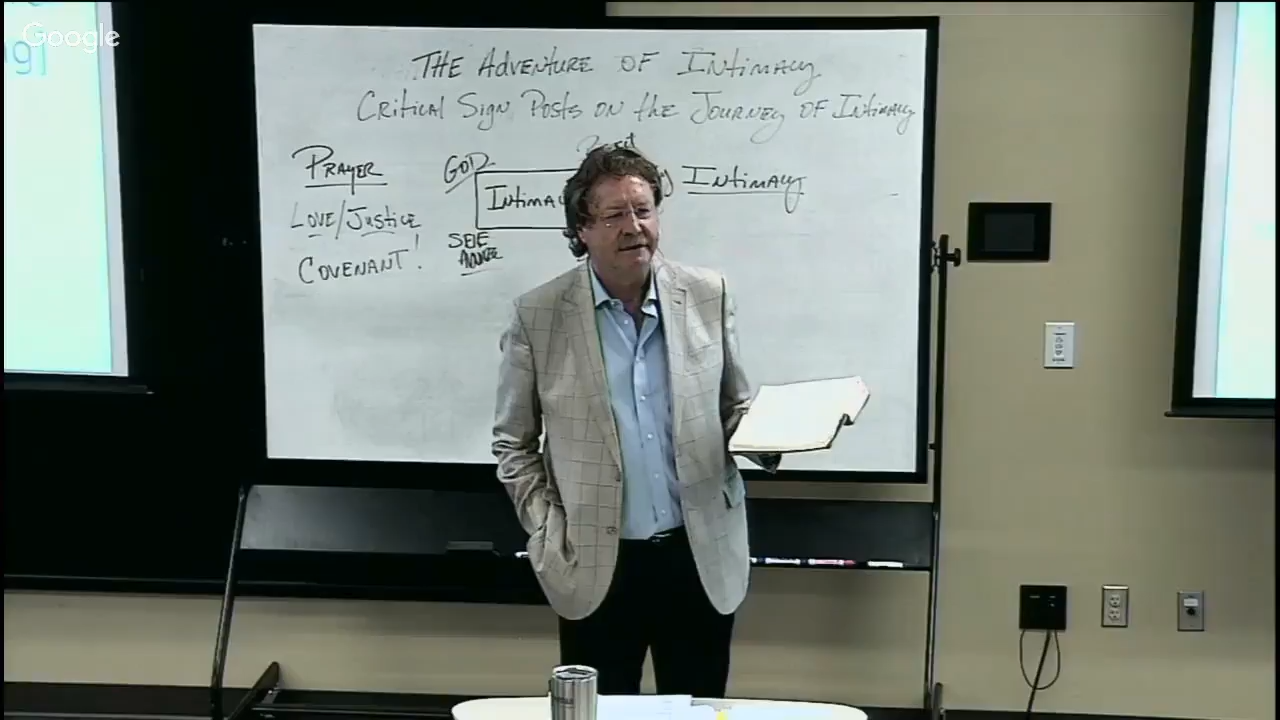 Google
g]
THE ADVENTURE OF INTIMACY
CRITICAL SIGN POSTS ON the JOURNEY OF INTIMACY
PRAYER
GOD
INTIMACY
LOVE/JUSTICE
SELF
COVENANT!